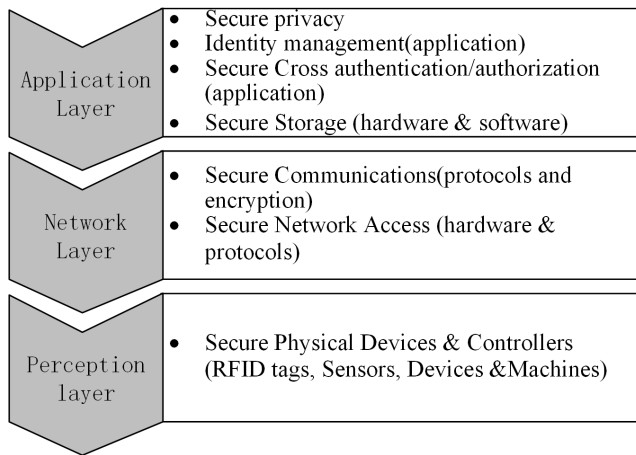 Application
Layer
• Secure privacy
• Identity management(application)
• Secure Cross authentication/authorization
(application)
• Secure Storage (hardware & software)
Network
Layer
• Secure Communications(protocols and
encryption)
• Secure Network Access (hardware &
protocols)
Perception
layer
• Secure Physical Devices & Controllers
(RFID tags, Sensors, Devices &Machines)